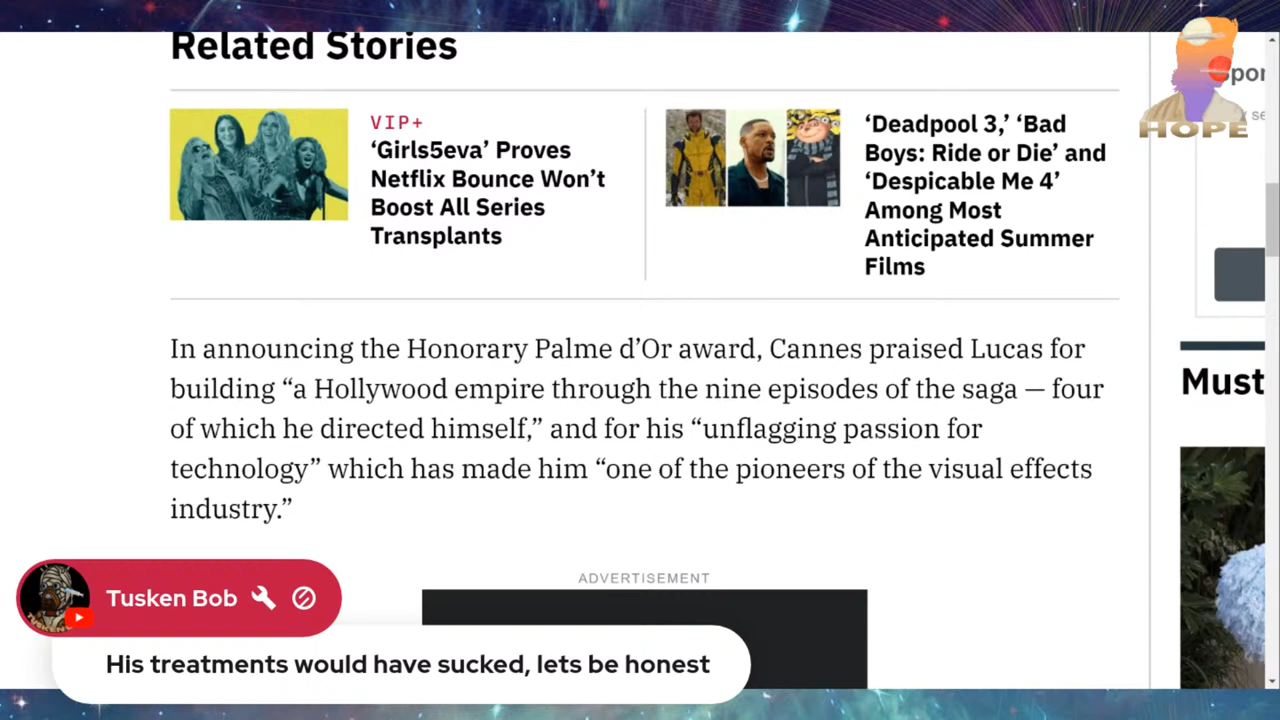 Related Stories
VIP+
‘Girls5eva’ Proves
Netflix Bounce Won’t
Boost All Series
Transplants
‘Deadpool 3,’ ‘Bad
Boys: Ride or Die’ and
‘Despicable Me 4’
Among Most
Anticipated Summer
Films
HOPE
In announcing the Honorary Palme d’Or award, Cannes praised Lucas for
building “a Hollywood empire through the nine episodes of the saga — four
of which he directed himself,” and for his “unflagging passion for
technology” which has made him “one of the pioneers of the visual effects
industry.”
Must
ADVERTISEMENT
Tusken Bob
His treatments would have sucked, lets be honest